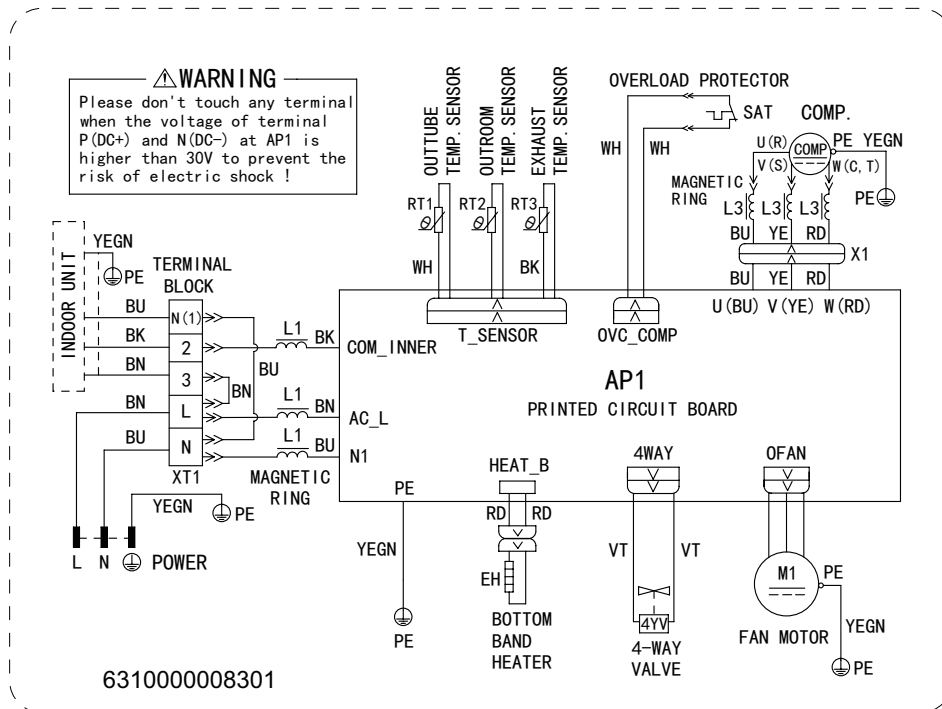 WARNING
Please don't touch any terminal
when the voltage of terminal
P(DC+) and N(DC-) at AP1 is
higher than 30V to prevent the
risk of electric shock !
OUTTUBE
TEMP. SENSOR
OUTROOM
TEMP. SENSOR
EXHAUST
TEMP. SENSOR
RT1
RT2
RT3
WH
BK
T_SENSOR
OVERLOAD PROTECTOR
SAT
WH
WH
OVC_COMP
COMP.
U(R)
COMP
PE YEGN
V(S)
W(C, T)
PE
MAGNETIC
RING
L3
L3
L3
BU
YE
RD
X1
BU
YE
RD
U(BU) V(YE) W(RD)
INDOOR UNIT
YEGN
PE
TERMINAL
BLOCK
BU
N(1)
BK
2
BN
3
BN
L
BU
N
XT1
BN
BU
L1
BK
COM_INNER
L1
BN
AC_L
L1
BU
N1
MAGNETIC
RING
AP1
PRINTED CIRCUIT BOARD
YEGN
PE
L
N
POWER
PE
YEGN
PE
HEAT_B
RD
RD
EH
BOTTOM
BAND
HEATER
4WAY
VT
VT
4YV
4-WAY
VALVE
OFAN
M1
PE
FAN MOTOR
YEGN
PE
6310000008301